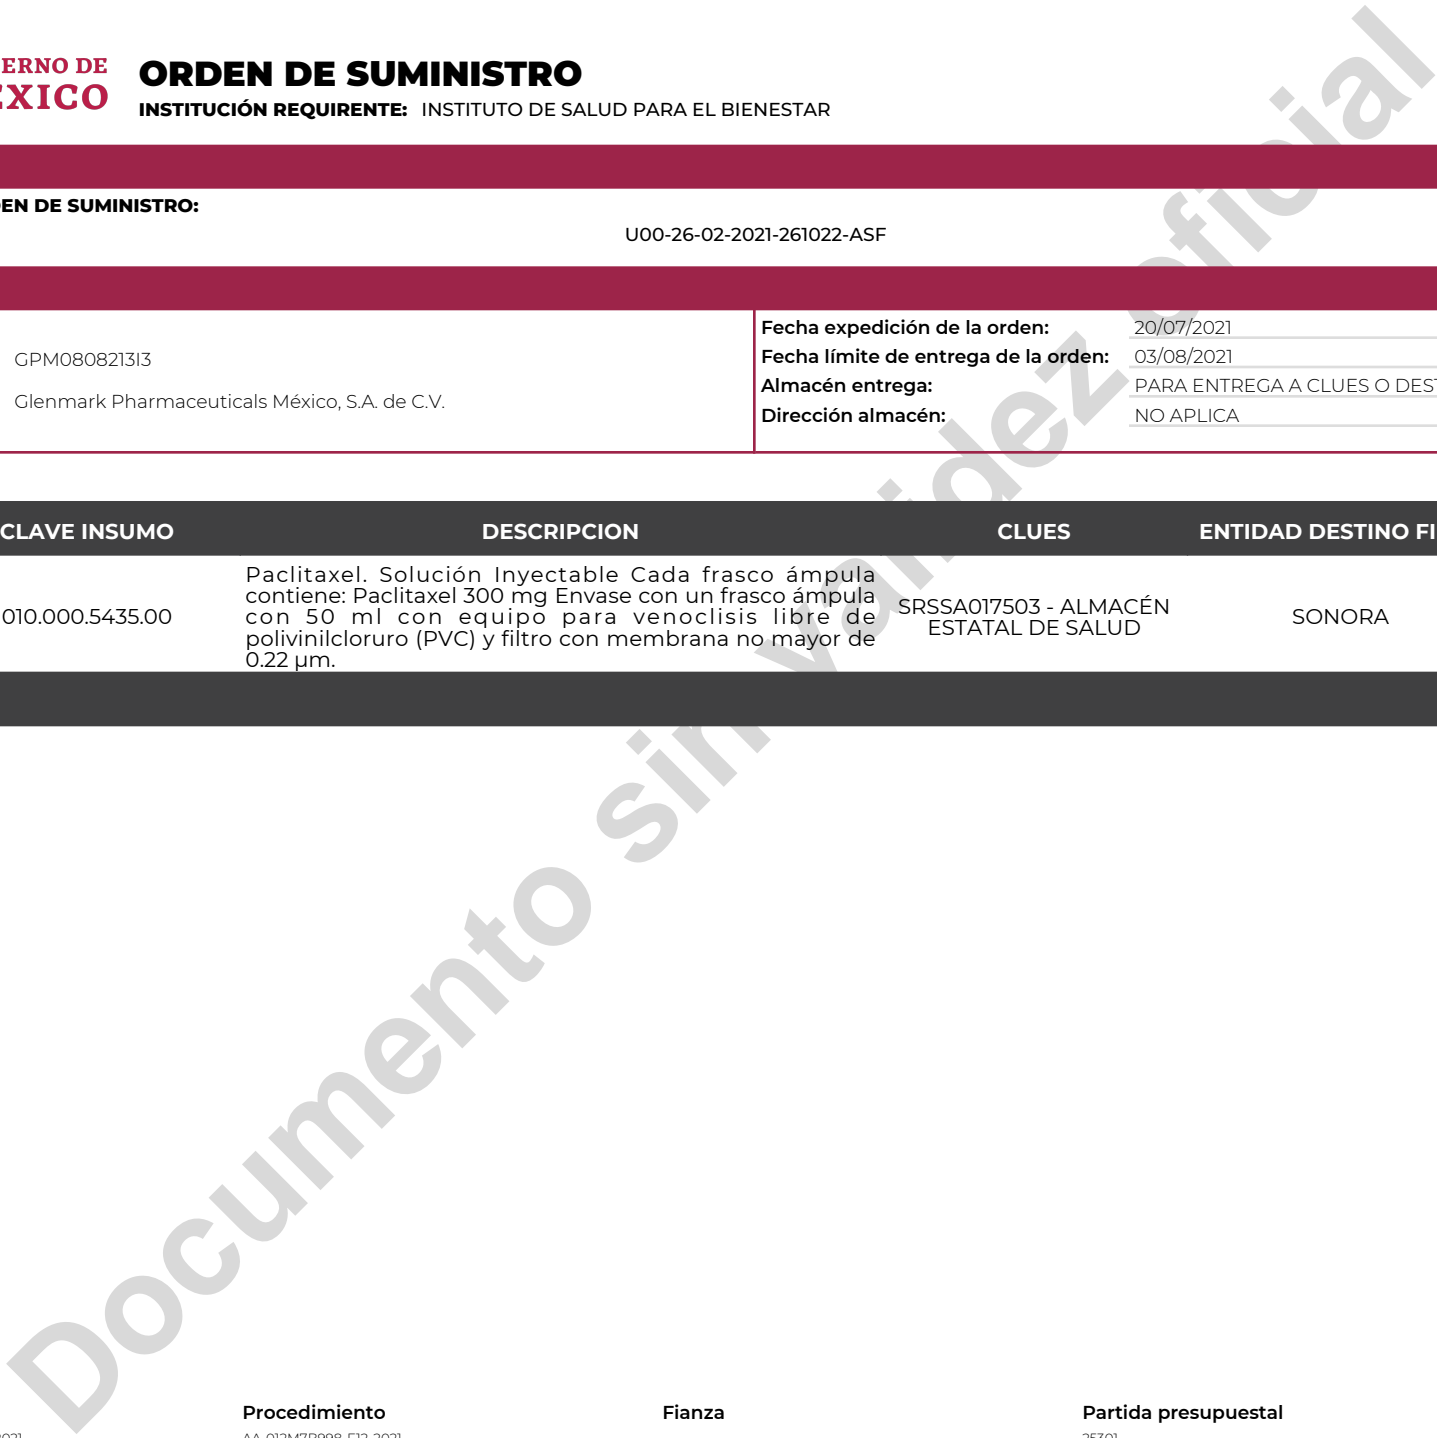 ERNO DE
ÉXICO
ORDEN DE SUMINISTRO
INSTITUCIÓN REQUIRENTE: INSTITUTO DE SALUD PARA EL BIENESTAR
EN DE SUMINISTRO:
U00-26-02-2021-261022-ASF
GPM0808213I3
Glenmark Pharmaceuticals México, S.A. de C.V.
Fecha expedición de la orden: 20/07/2021
Fecha límite de entrega de la orden: 03/08/2021
Almacén entrega: PARA ENTREGA A CLUES O DEST
Dirección almacén: NO APLICA
CLAVE INSUMO DESCRIPCION CLUES ENTIDAD DESTINO FI
010.000.5435.00
Paclitaxel. Solución Inyectable Cada frasco ámpula
contiene: Paclitaxel 300 mg Envase con un frasco ámpula
con 50 ml con equipo para venoclisis libre de
polivinilcloruro (PVC) y filtro con membrana no mayor de
0.22 µm.
SRSSA017503 - ALMACÉN
ESTATAL DE SALUD
SONORA
Documento sin validez oficial
Procedimiento Fianza Partida presupuestal